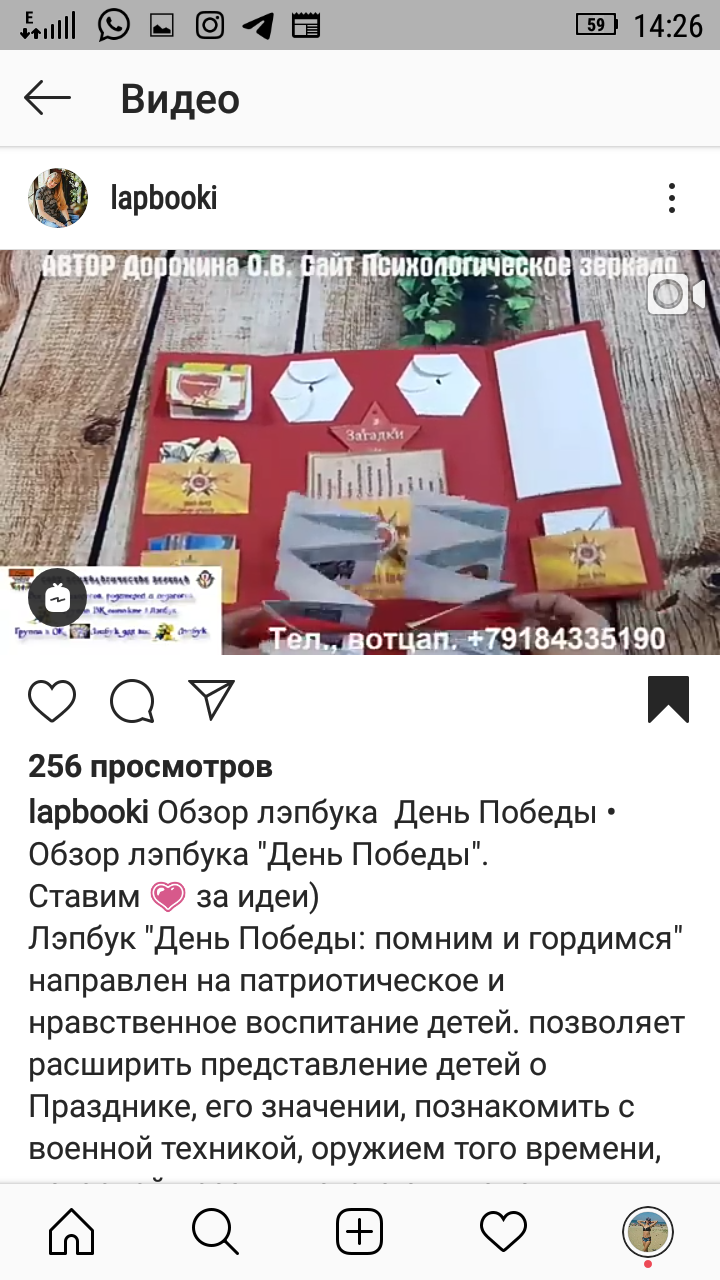 E
59
14:26
Видео
lapbooki
АВТОР Дорохина О.В. Сайт Психологическое зеркало
Загадки
Тел., вотцап. +79184335190
256 просмотров
lapbooki Обзор лэпбука День Победы •
Обзор лэпбука "День Победы".
Ставим 💗 за идеи)
Лэпбук "День Победы: помним и гордимся"
направлен на патриотическое и
нравственное воспитание детей. позволяет
расширить представление детей о
Празднике, его значении, познакомить с
военной техникой, оружием того времени,